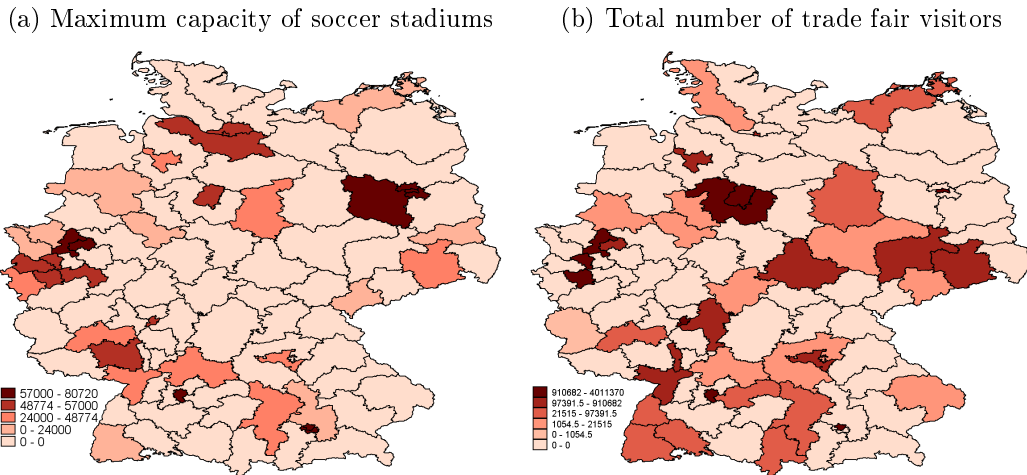 (a) Maximum capacity of soccer stadiums
(b) Total number of trade fair visitors
57000 - 80720
48774 - 57000
24000 - 48774
0 - 24000
0 - 0
910682 - 4011370
97391.5 - 910682
21515 - 97391.5
1054.5 - 21515
0 - 1054.5
0 - 0